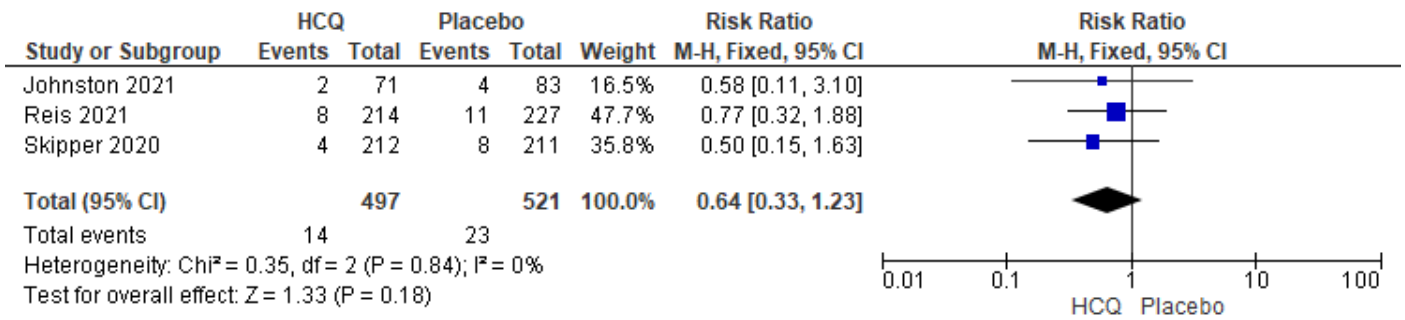 HCQ Placebo Risk Ratio Risk Ratio
Study or Subgroup Events Total Events Total Weight M-H, Fixed, 95% CI M-H, Fixed, 95% CI
Johnston 2021 2 71 4 83 16.5% 0.58 [0.11, 3.10]
Reis 2021 8 214 11 227 47.7% 0.77 [0.32, 1.88]
Skipper 2020 4 212 8 211 35.8% 0.50 [0.15, 1.63]
Total (95% CI) 497 521 100.0% 0.64 [0.33, 1.23]
Total events 14 23
Heterogeneity: Chi² = 0.35, df = 2 (P = 0.84); I² = 0%
Test for overall effect: Z = 1.33 (P = 0.18)
0.01 0.1 1 10 100
HCQ Placebo